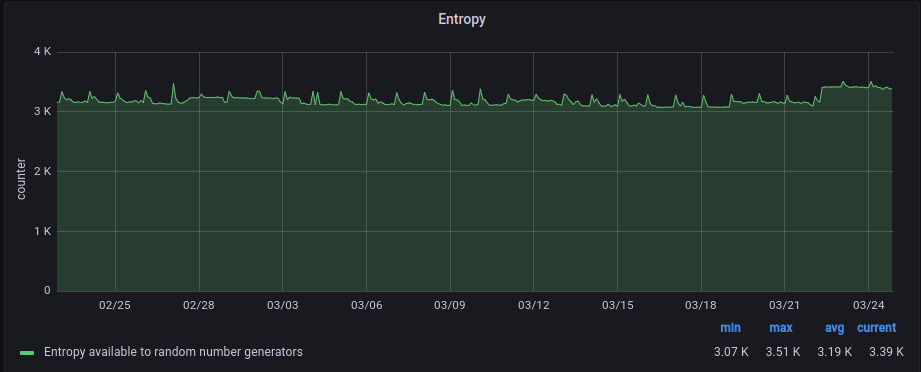 Entropy
4 K
3 K
2 K
1 K
0
counter
02/25 02/28 03/03 03/06 03/09 03/12 03/15 03/18 03/21 03/24
min max avg current
Entropy available to random number generators 3.07 K 3.51 K 3.19 K 3.39 K